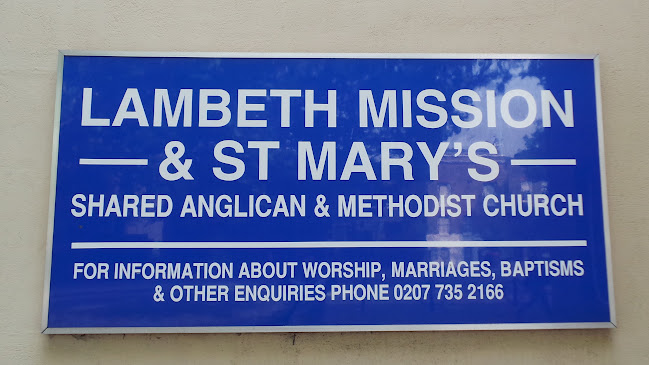 LAMBETH MISSION
& ST MARY'S
SHARED ANGLICAN & METHODIST CHURCH
FOR INFORMATION ABOUT WORSHIP, MARRIAGES, BAPTISMS
& OTHER ENQUIRIES PHONE 0207 735 2166